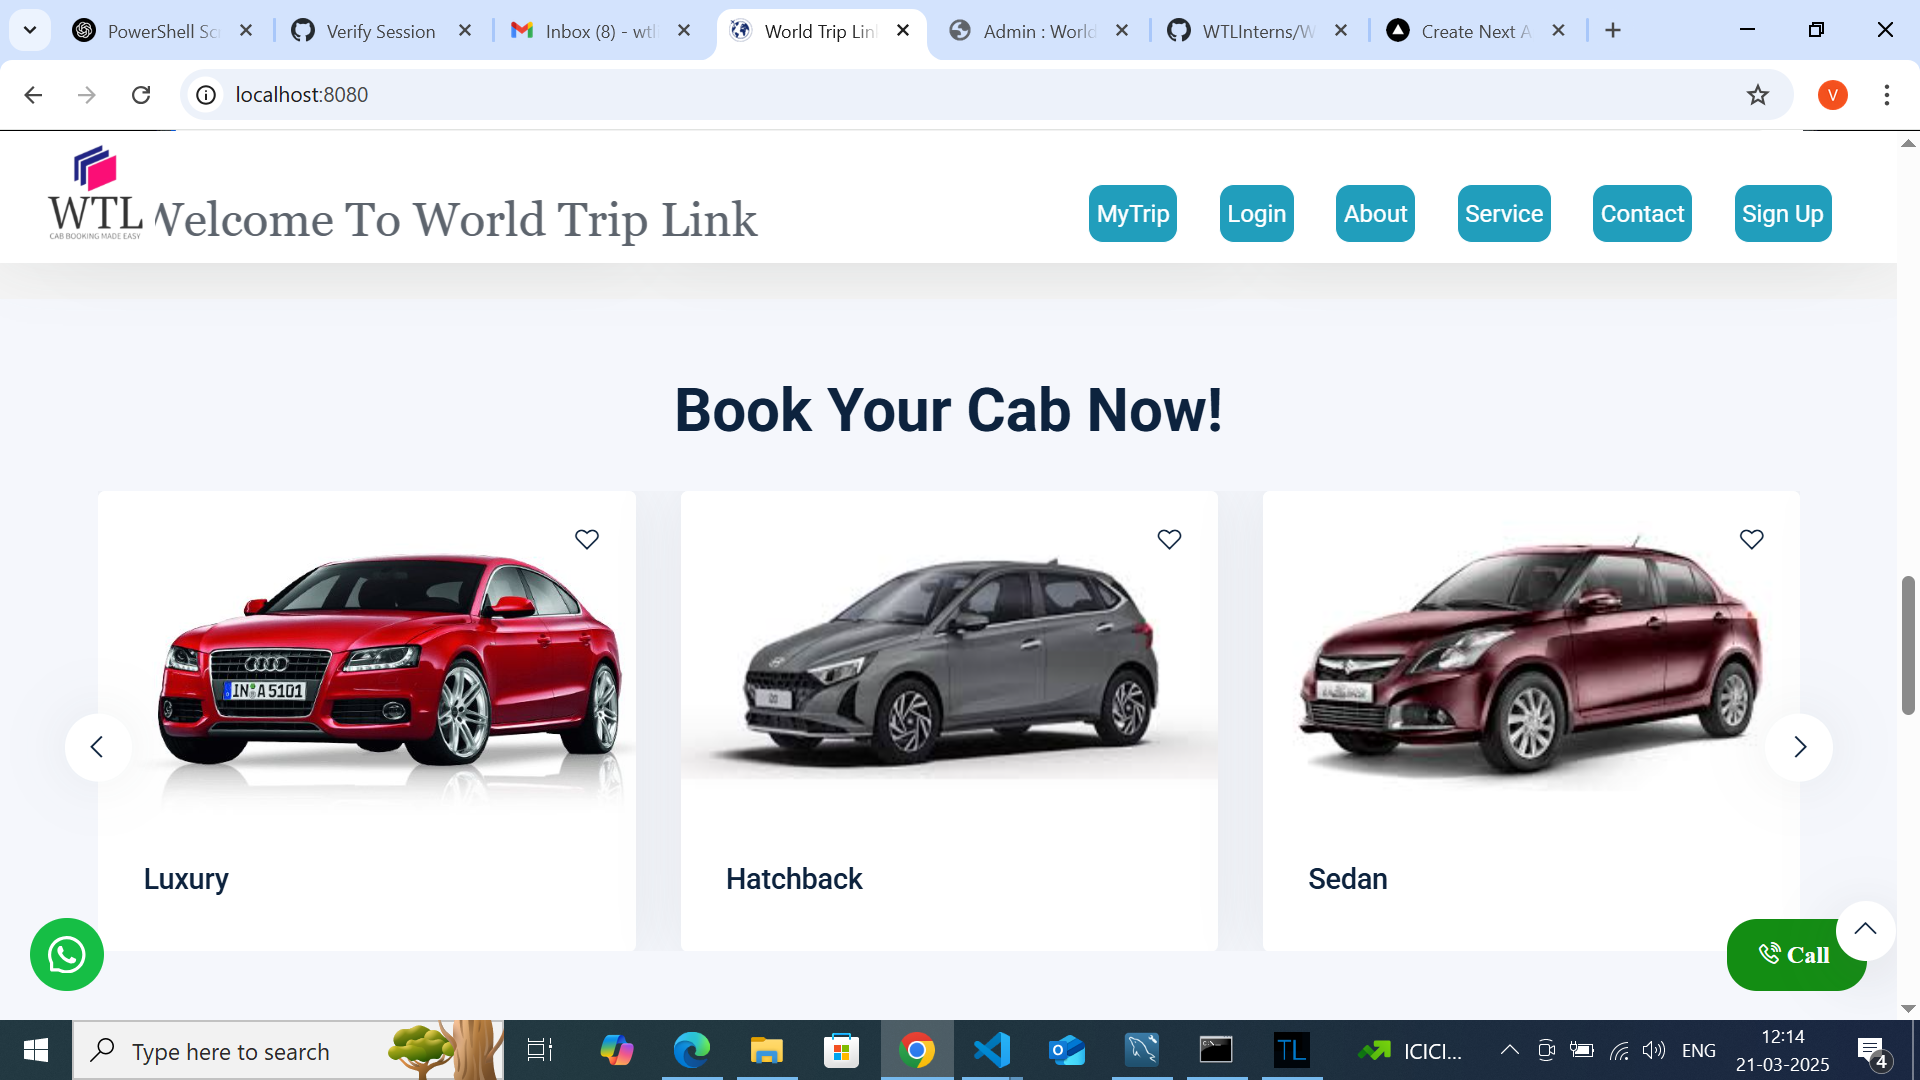 PowerShell Sc
Verify Session
Inbox (8) - wtli
World Trip Lin
Admin : World
WTLInterns/W
Create Next A
localhost:8080
V
WTL
CAB BOOKING MADE EASY
Welcome To World Trip Link
MyTrip
Login
About
Service
Contact
Sign Up
Book Your Cab Now!
IN A 5101
Luxury
Hatchback
Sedan
Call
Type here to search
TL
ICICI...
ENG
12:14
21-03-2025
4